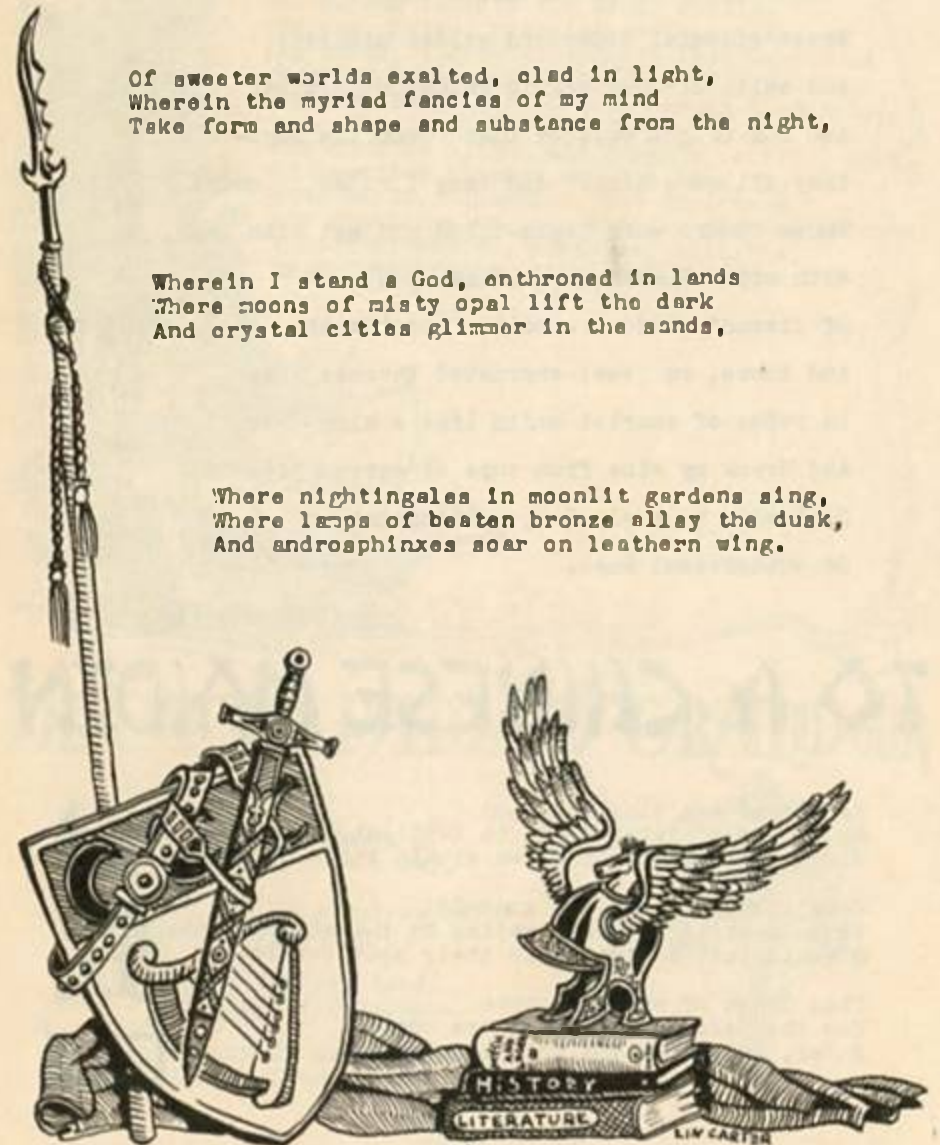 Of sweeter worlds exalted, clad in light,
Wherein the myriad fancies of my mind
Take form and shape and substance from the night,
Wherein I stand a God, enthroned in lands
Where moons of misty opal lift the dark
And crystal cities glimmer in the sands,
Where nightingales in moonlit gardens sing,
Where lamps of beaten bronze allay the dusk,
And androsphinxes soar on leathern wing.
HISTORY
LITERATURE
LIN CARTER